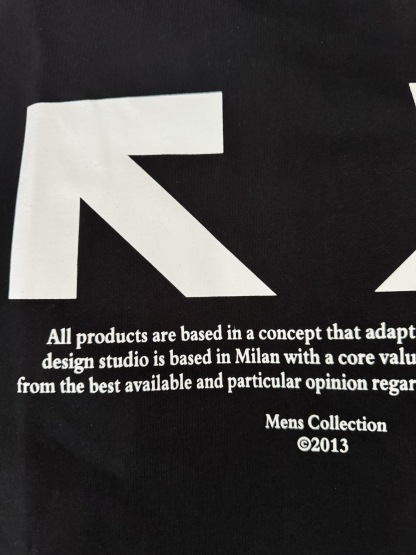 All products are based in a concept that adapt
design studio is based in Milan with a core valu
from the best available and particular opinion regar
Mens Collection
©2013